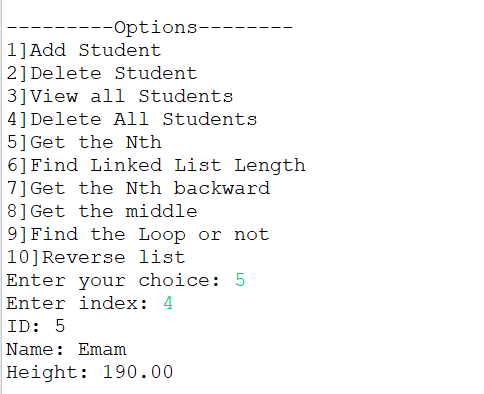 ---------Options--------
1]Add Student
2]Delete Student
3]View all Students
4]Delete All Students
5]Get the Nth
6]Find Linked List Length
7]Get the Nth backward
8]Get the middle
9]Find the Loop or not
10]Reverse list
Enter your choice: 5
Enter index: 4
ID: 5
Name: Emam
Height: 190.00